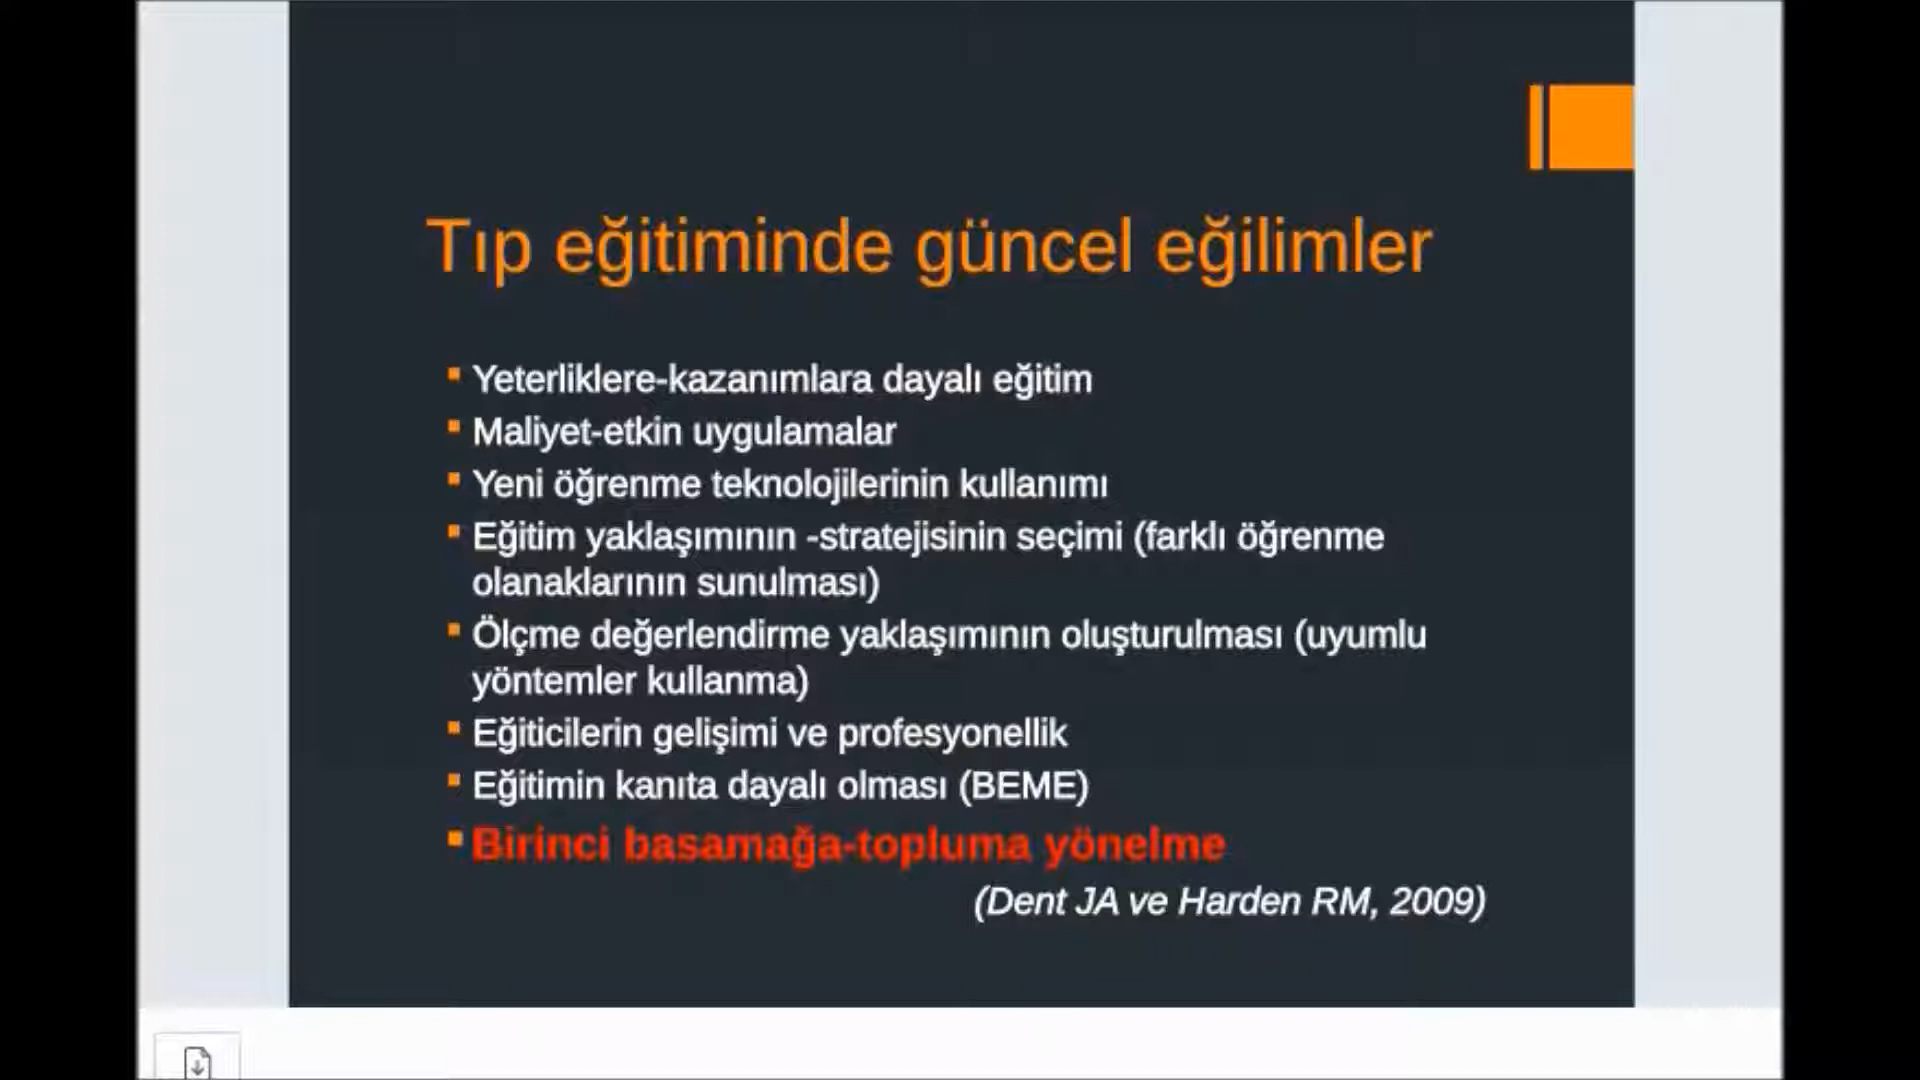 Tıp eğitiminde güncel eğilimler
Yeterliklere-kazanımlara dayalı eğitim
Maliyet-etkin uygulamalar
Yeni öğrenme teknolojilerinin kullanımı
Eğitim yaklaşımının -stratejisinin seçimi (farklı öğrenme
olanaklarının sunulması)
Ölçme değerlendirme yaklaşımının oluşturulması (uyumlu
yöntemler kullanma)
Eğiticilerin gelişimi ve profesyonellik
Eğitimin kanıta dayalı olması (BEME)
Birinci basamağa-topluma yönelme
(Dent JA ve Harden RM, 2009)